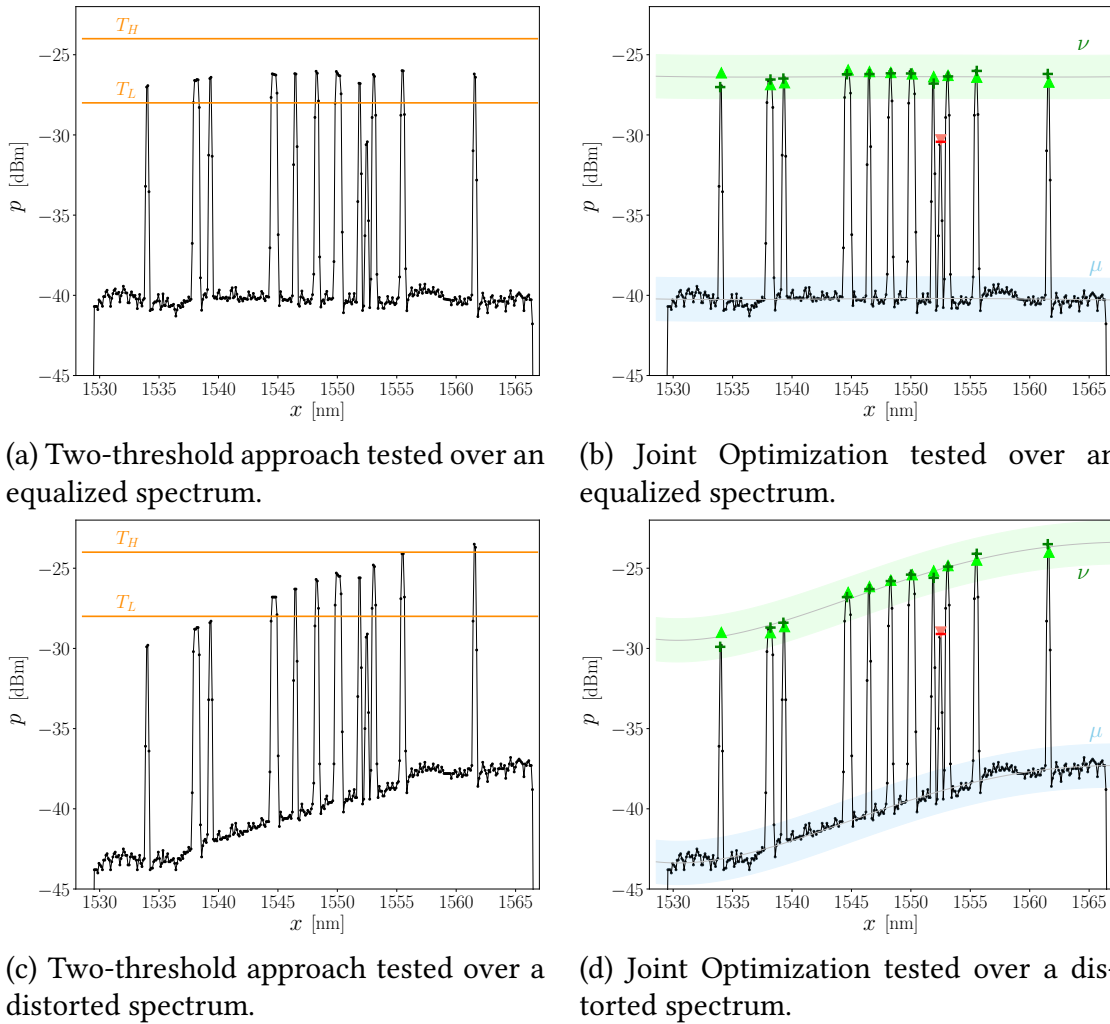 T_H
T_L
−25
−30
−35
−40
−45
p [dBm]
1530 1535 1540 1545 1550 1555 1560 1565
x [nm]
ν
μ
−25
−30
−35
−40
−45
p [dBm]
1530 1535 1540 1545 1550 1555 1560 1565
x [nm]
(a) Two-threshold approach tested over an
equalized spectrum.
(b) Joint Optimization tested over an
equalized spectrum.
T_H
T_L
−25
−30
−35
−40
−45
p [dBm]
1530 1535 1540 1545 1550 1555 1560 1565
x [nm]
ν
μ
−25
−30
−35
−40
−45
p [dBm]
1530 1535 1540 1545 1550 1555 1560 1565
x [nm]
(c) Two-threshold approach tested over a
distorted spectrum.
(d) Joint Optimization tested over a dis-
torted spectrum.